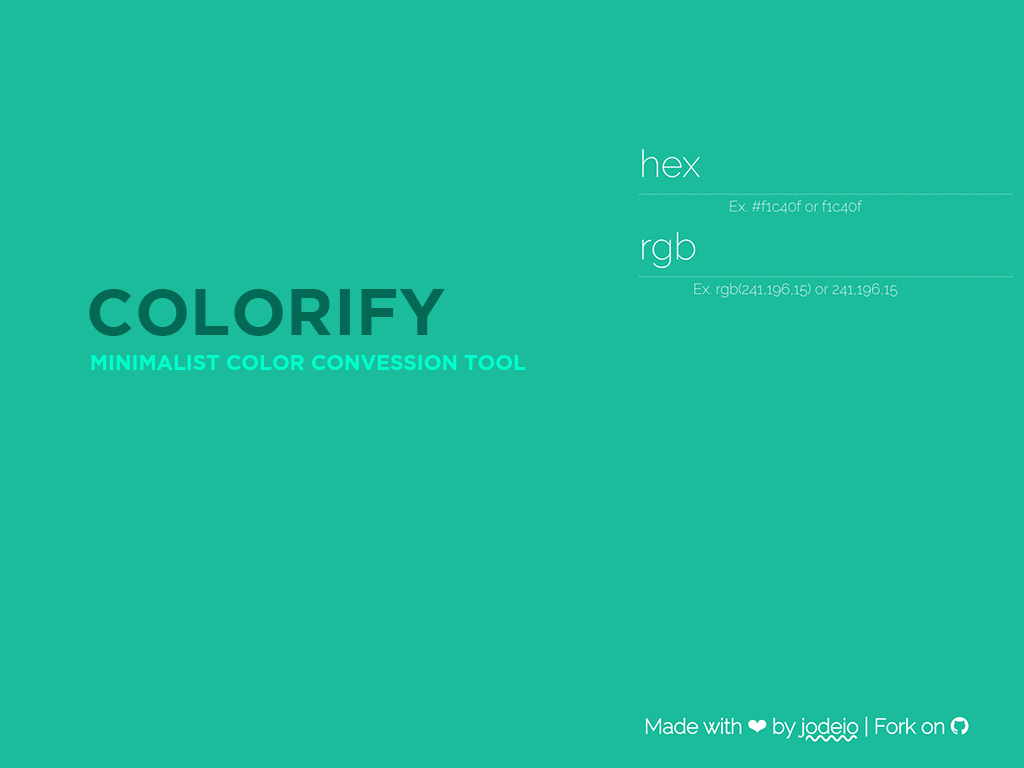 COLORIFY
MINIMALIST COLOR CONVESSION TOOL
hex
Ex. #f1c40f or f1c40f
rgb
Ex. rgb(241,196,15) or 241,196,15
Made with ❤ by jodejo | Fork on